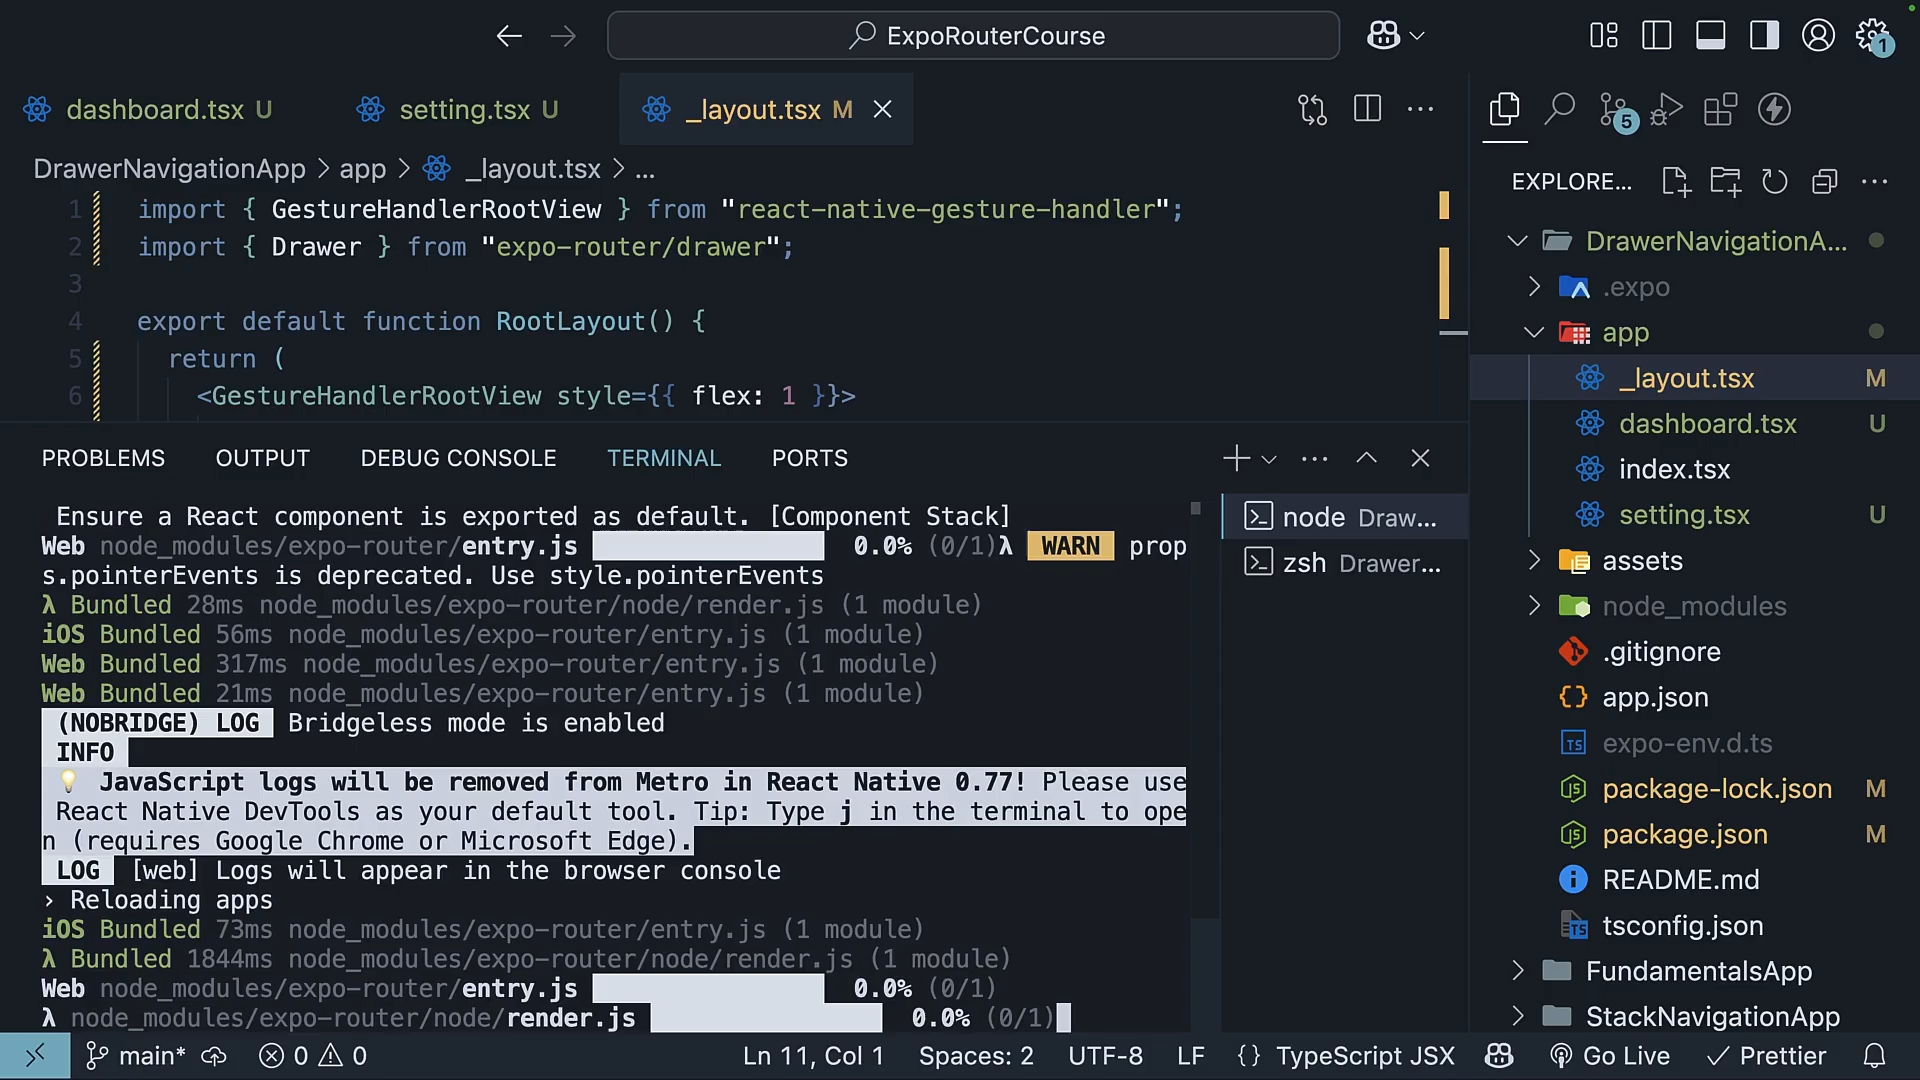 ExpoRouterCourse
1
dashboard.tsx U
setting.tsx U
_layout.tsx M
5
DrawerNavigationApp > app > _layout.tsx > ...
EXPLORE...
1 import { GestureHandlerRootView } from "react-native-gesture-handler";
2 import { Drawer } from "expo-router/drawer";
3
4 export default function RootLayout() {
5 return (
6 <GestureHandlerRootView style={{ flex: 1 }}>
PROBLEMS
OUTPUT
DEBUG CONSOLE
TERMINAL
PORTS
Ensure a React component is exported as default. [Component Stack]
Web node_modules/expo-router/entry.js 0.0% (0/1)λ WARN prop
s.pointerEvents is deprecated. Use style.pointerEvents
λ Bundled 28ms node_modules/expo-router/node/render.js (1 module)
iOS Bundled 56ms node_modules/expo-router/entry.js (1 module)
Web Bundled 317ms node_modules/expo-router/entry.js (1 module)
Web Bundled 21ms node_modules/expo-router/entry.js (1 module)
(NOBRIDGE) LOG Bridgeless mode is enabled
INFO
💡 JavaScript logs will be removed from Metro in React Native 0.77! Please use
React Native DevTools as your default tool. Tip: Type j in the terminal to ope
n (requires Google Chrome or Microsoft Edge).
LOG [web] Logs will appear in the browser console
› Reloading apps
iOS Bundled 73ms node_modules/expo-router/entry.js (1 module)
λ Bundled 1844ms node_modules/expo-router/node/render.js (1 module)
Web node_modules/expo-router/entry.js 0.0% (0/1)
λ node_modules/expo-router/node/render.js 0.0% (0/1)
node Draw...
zsh Drawer...
DrawerNavigationA...
.expo
app
_layout.tsx M
dashboard.tsx U
index.tsx
setting.tsx U
assets
node_modules
.gitignore
app.json
expo-env.d.ts
package-lock.json M
package.json M
README.md
tsconfig.json
FundamentalsApp
StackNavigationApp
main* 0 0
Ln 11, Col 1
Spaces: 2
UTF-8
LF
{} TypeScript JSX
Go Live
Prettier